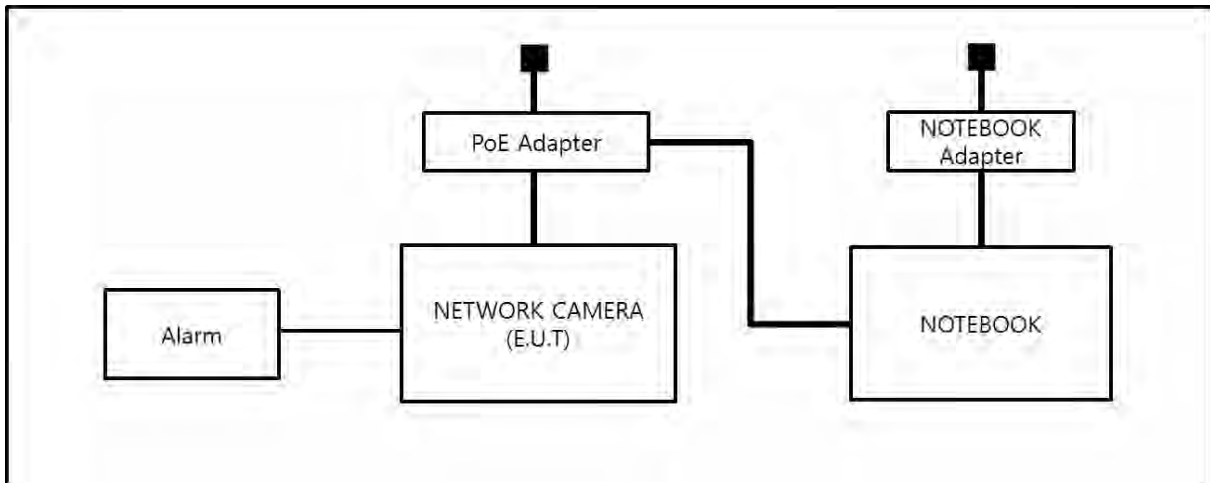 PoE Adapter
NOTEBOOK
Adapter
Alarm
NETWORK CAMERA
(E.U.T)
NOTEBOOK